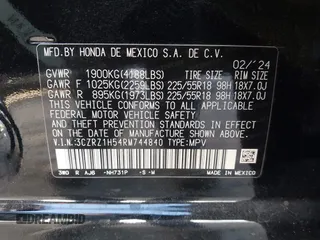 MFD.BY HONDA DE MEXICO S.A. DE C.V.
02/'24
GVWR 1900KG(4188LBS) TIRE SIZE RIM SIZE
GAWR F 1025KG(2259LBS) 225/55R18 98H 18X7.0J
GAWR R 895KG(1973LBS) 225/55R18 98H 18X7.0J
THIS VEHICLE CONFORMS TO ALL APPLICABLE
FEDERAL MOTOR VEHICLE SAFETY
AND THEFT PREVENTION STANDARDS IN EFFECT ON
THE DATE OF MANUFACTURE SHOWN ABOVE.
V.I.N.:3CZRZ1H54RM744840 TYPE:MPV
3W0 R AJ6 -NH731P -S -W MADE IN MEXICO